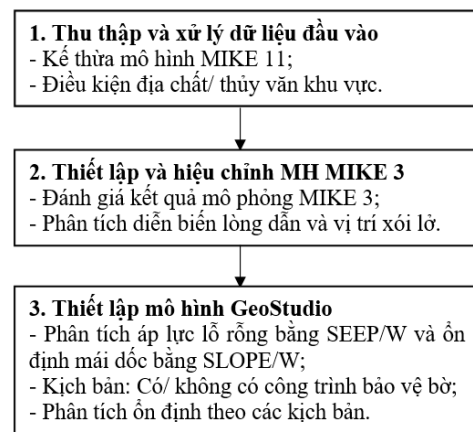 1. Thu thập và xử lý dữ liệu đầu vào
- Kế thừa mô hình MIKE 11;
- Điều kiện địa chất/ thủy văn khu vực.
2. Thiết lập và hiệu chỉnh MH MIKE 3
- Đánh giá kết quả mô phỏng MIKE 3;
- Phân tích diễn biến lòng dẫn và vị trí xói lở.
3. Thiết lập mô hình GeoStudio
- Phân tích áp lực lỗ rỗng bằng SEEP/W và ổn
định mái dốc bằng SLOPE/W;
- Kịch bản: Có/ không có công trình bảo vệ bờ;
- Phân tích ổn định theo các kịch bản.